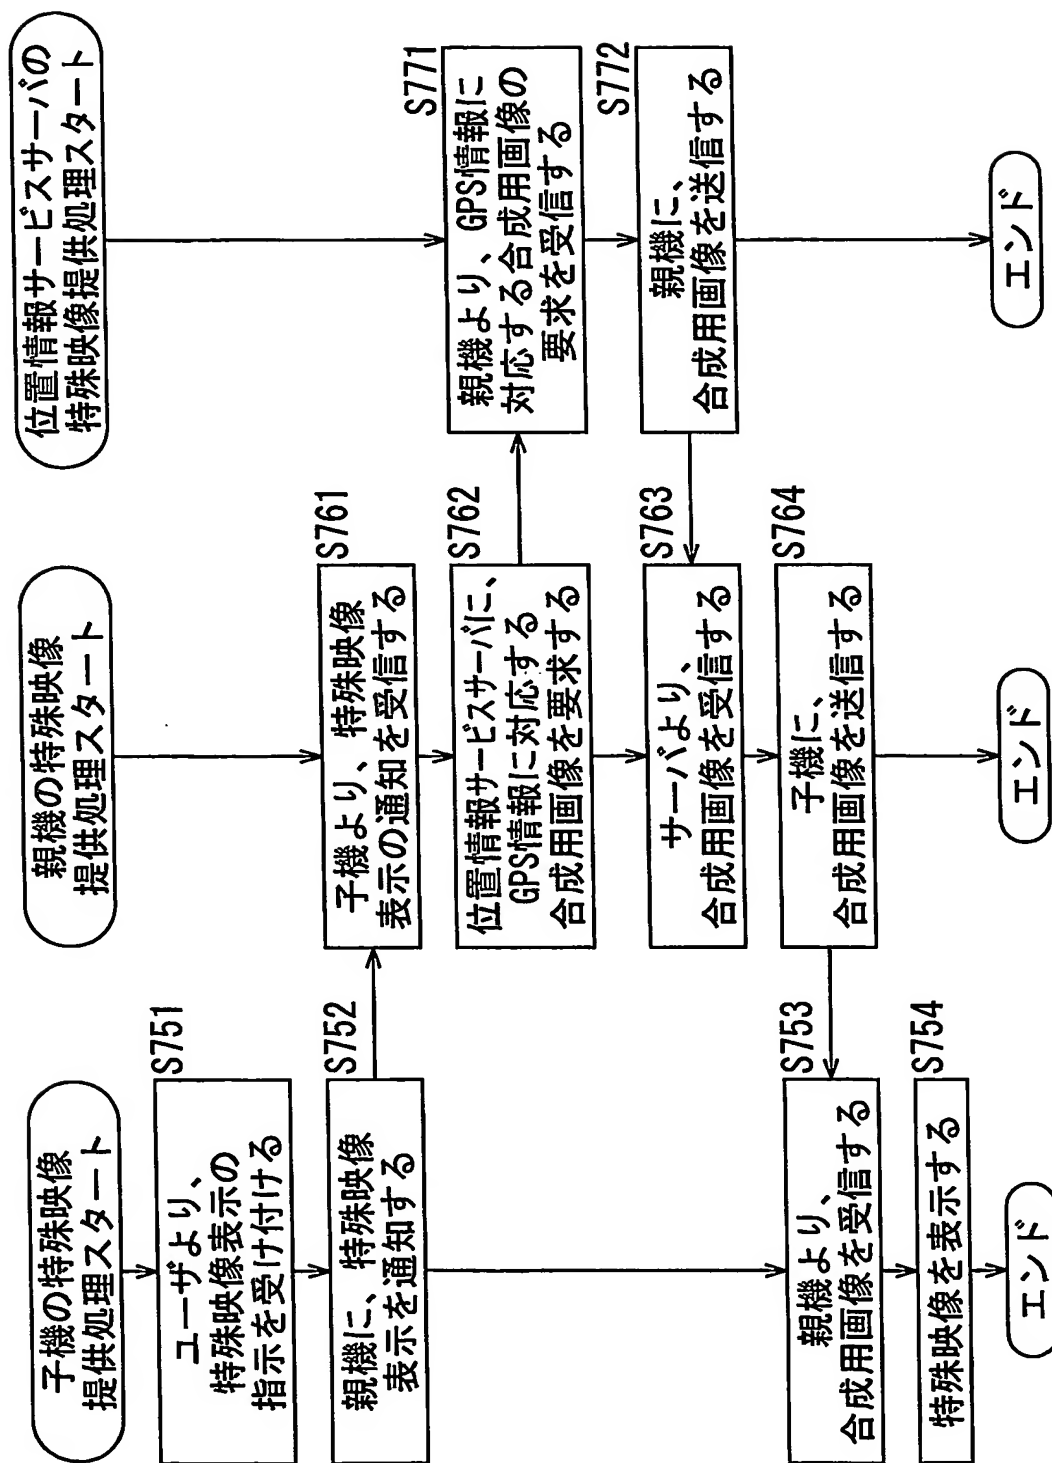 子機の特殊映像
提供処理スタート
S751
ユーザより、
特殊映像表示の
指示を受け付ける
S752
親機に、特殊映像
表示を通知する
S753
親機より、
合成用画像を受信する
S754
特殊映像を表示する
エンド
親機の特殊映像
提供処理スタート
S761
子機より、特殊映像
表示の通知を受信する
S762
位置情報サービスサーバに、
GPS情報に対応する
合成用画像を要求する
S763
サーバより、
合成用画像を受信する
S764
子機に、
合成用画像を送信する
エンド
位置情報サービスサーバの
特殊映像提供処理スタート
S771
親機より、GPS情報に
対応する合成用画像の
要求を受信する
S772
親機に、
合成用画像を送信する
エンド